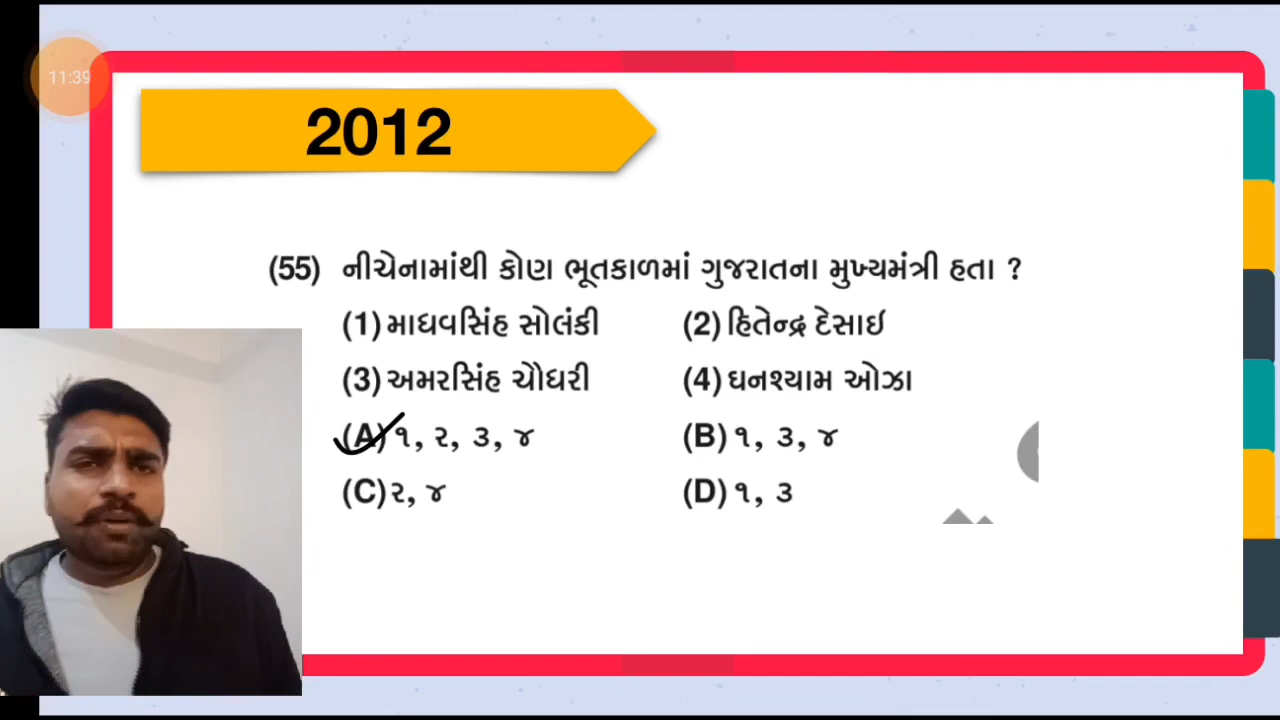 11:39
2012
(55) નીચેનામાંથી કોણ ભૂતકાળમાં ગુજરાતના મુખ્યમંત્રી હતા ?
(1) માધવસિંહ સોલંકી (2) હિતેન્દ્ર દેસાઇ
(3) અમરસિંહ ચૌધરી (4) ઘનશ્યામ ઓઝા
(A) ૧, ૨, ૩, ૪ (B) ૧, ૩, ૪
(C) ૨, ૪ (D) ૧, ૩